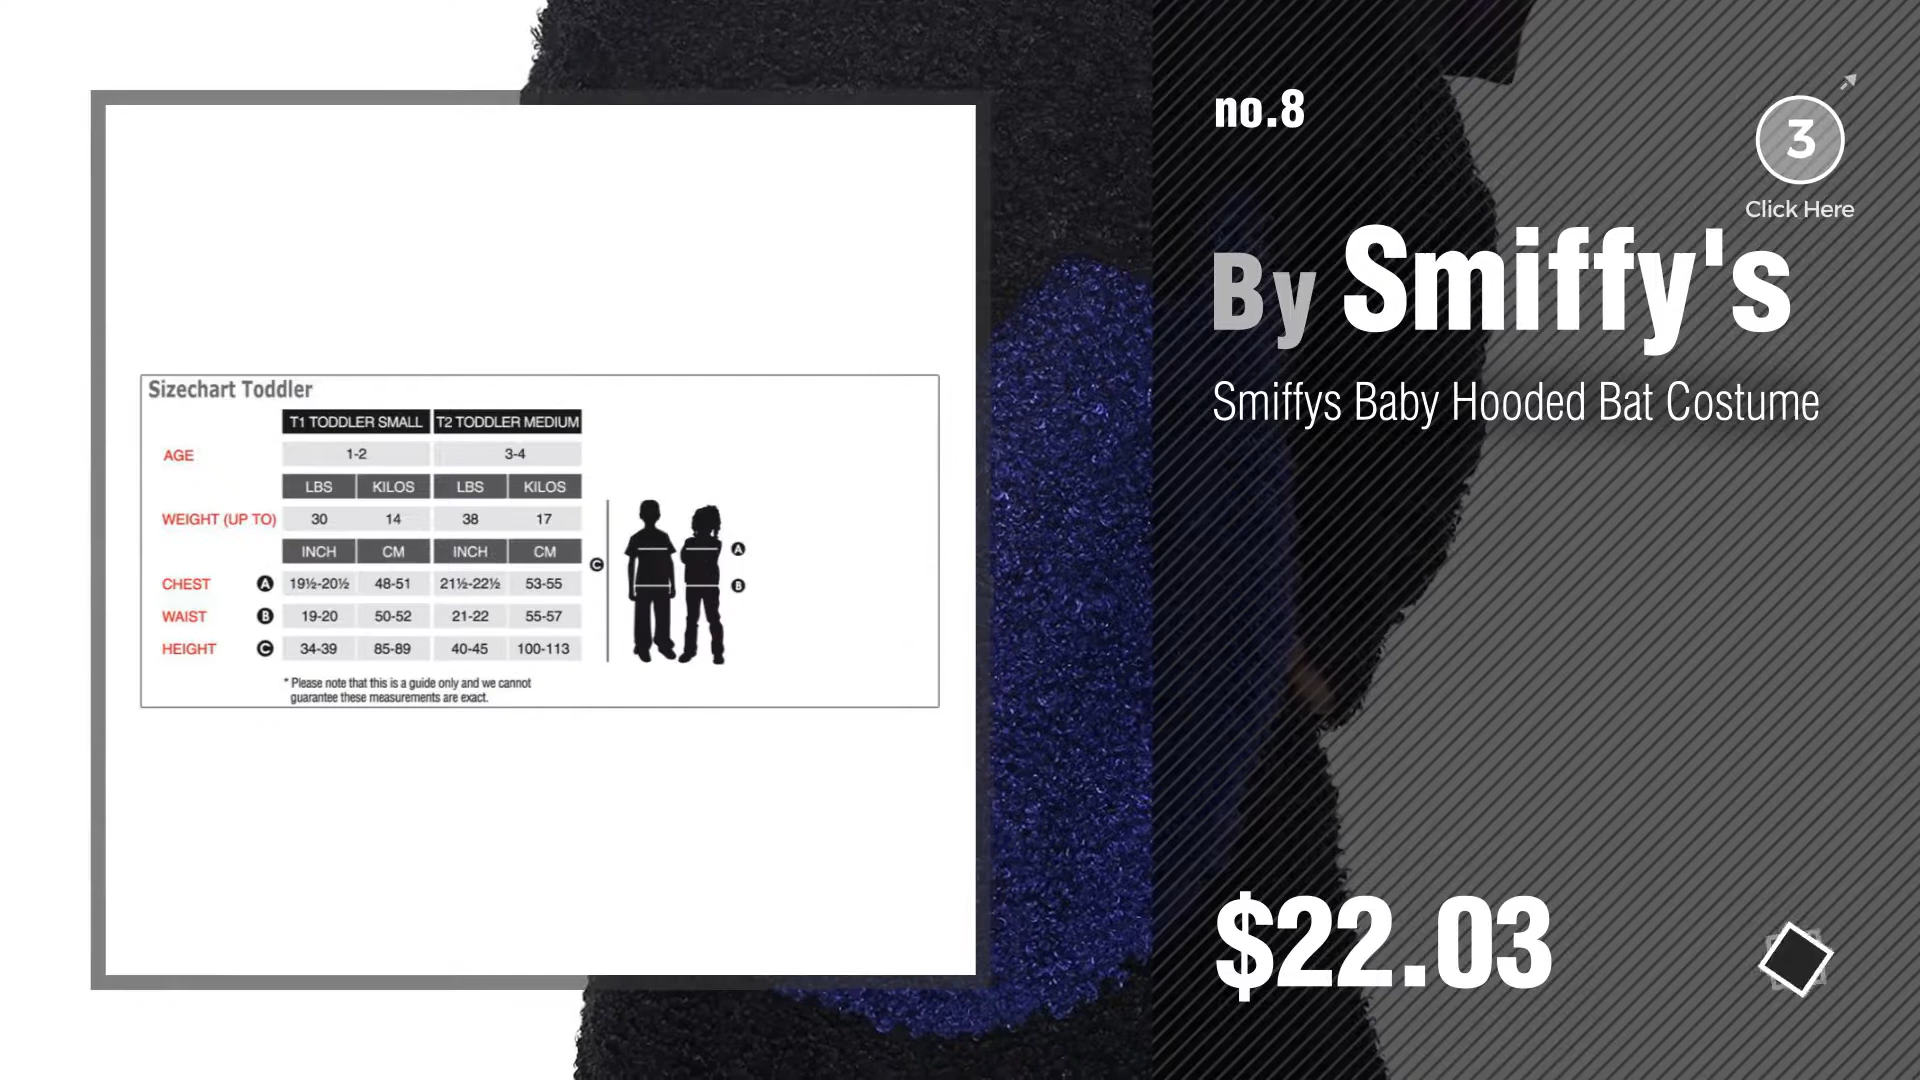 no.8
3
Click Here
By Smiffy's
Smiffys Baby Hooded Bat Costume
$22.03
Sizechart Toddler
T1 TODDLER SMALL T2 TODDLER MEDIUM
AGE 1-2 3-4
LBS KILOS LBS KILOS
WEIGHT (UP TO) 30 14 38 17
INCH CM INCH CM
CHEST A 19½-20½ 48-51 21½-22½ 53-55
WAIST B 19-20 50-52 21-22 55-57
HEIGHT C 34-39 85-89 40-45 100-113
C
A
B
* Please note that this is a guide only and we cannot
guarantee these measurements are exact.